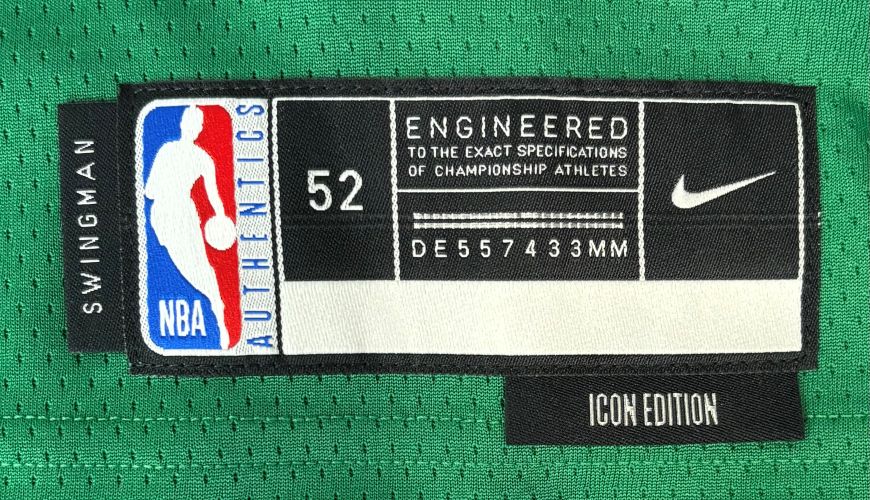 SWINGMAN
NBA
AUTHENTICS
52
ENGINEERED
TO THE EXACT SPECIFICATIONS
OF CHAMPIONSHIP ATHLETES
DE557433MM
ICON EDITION